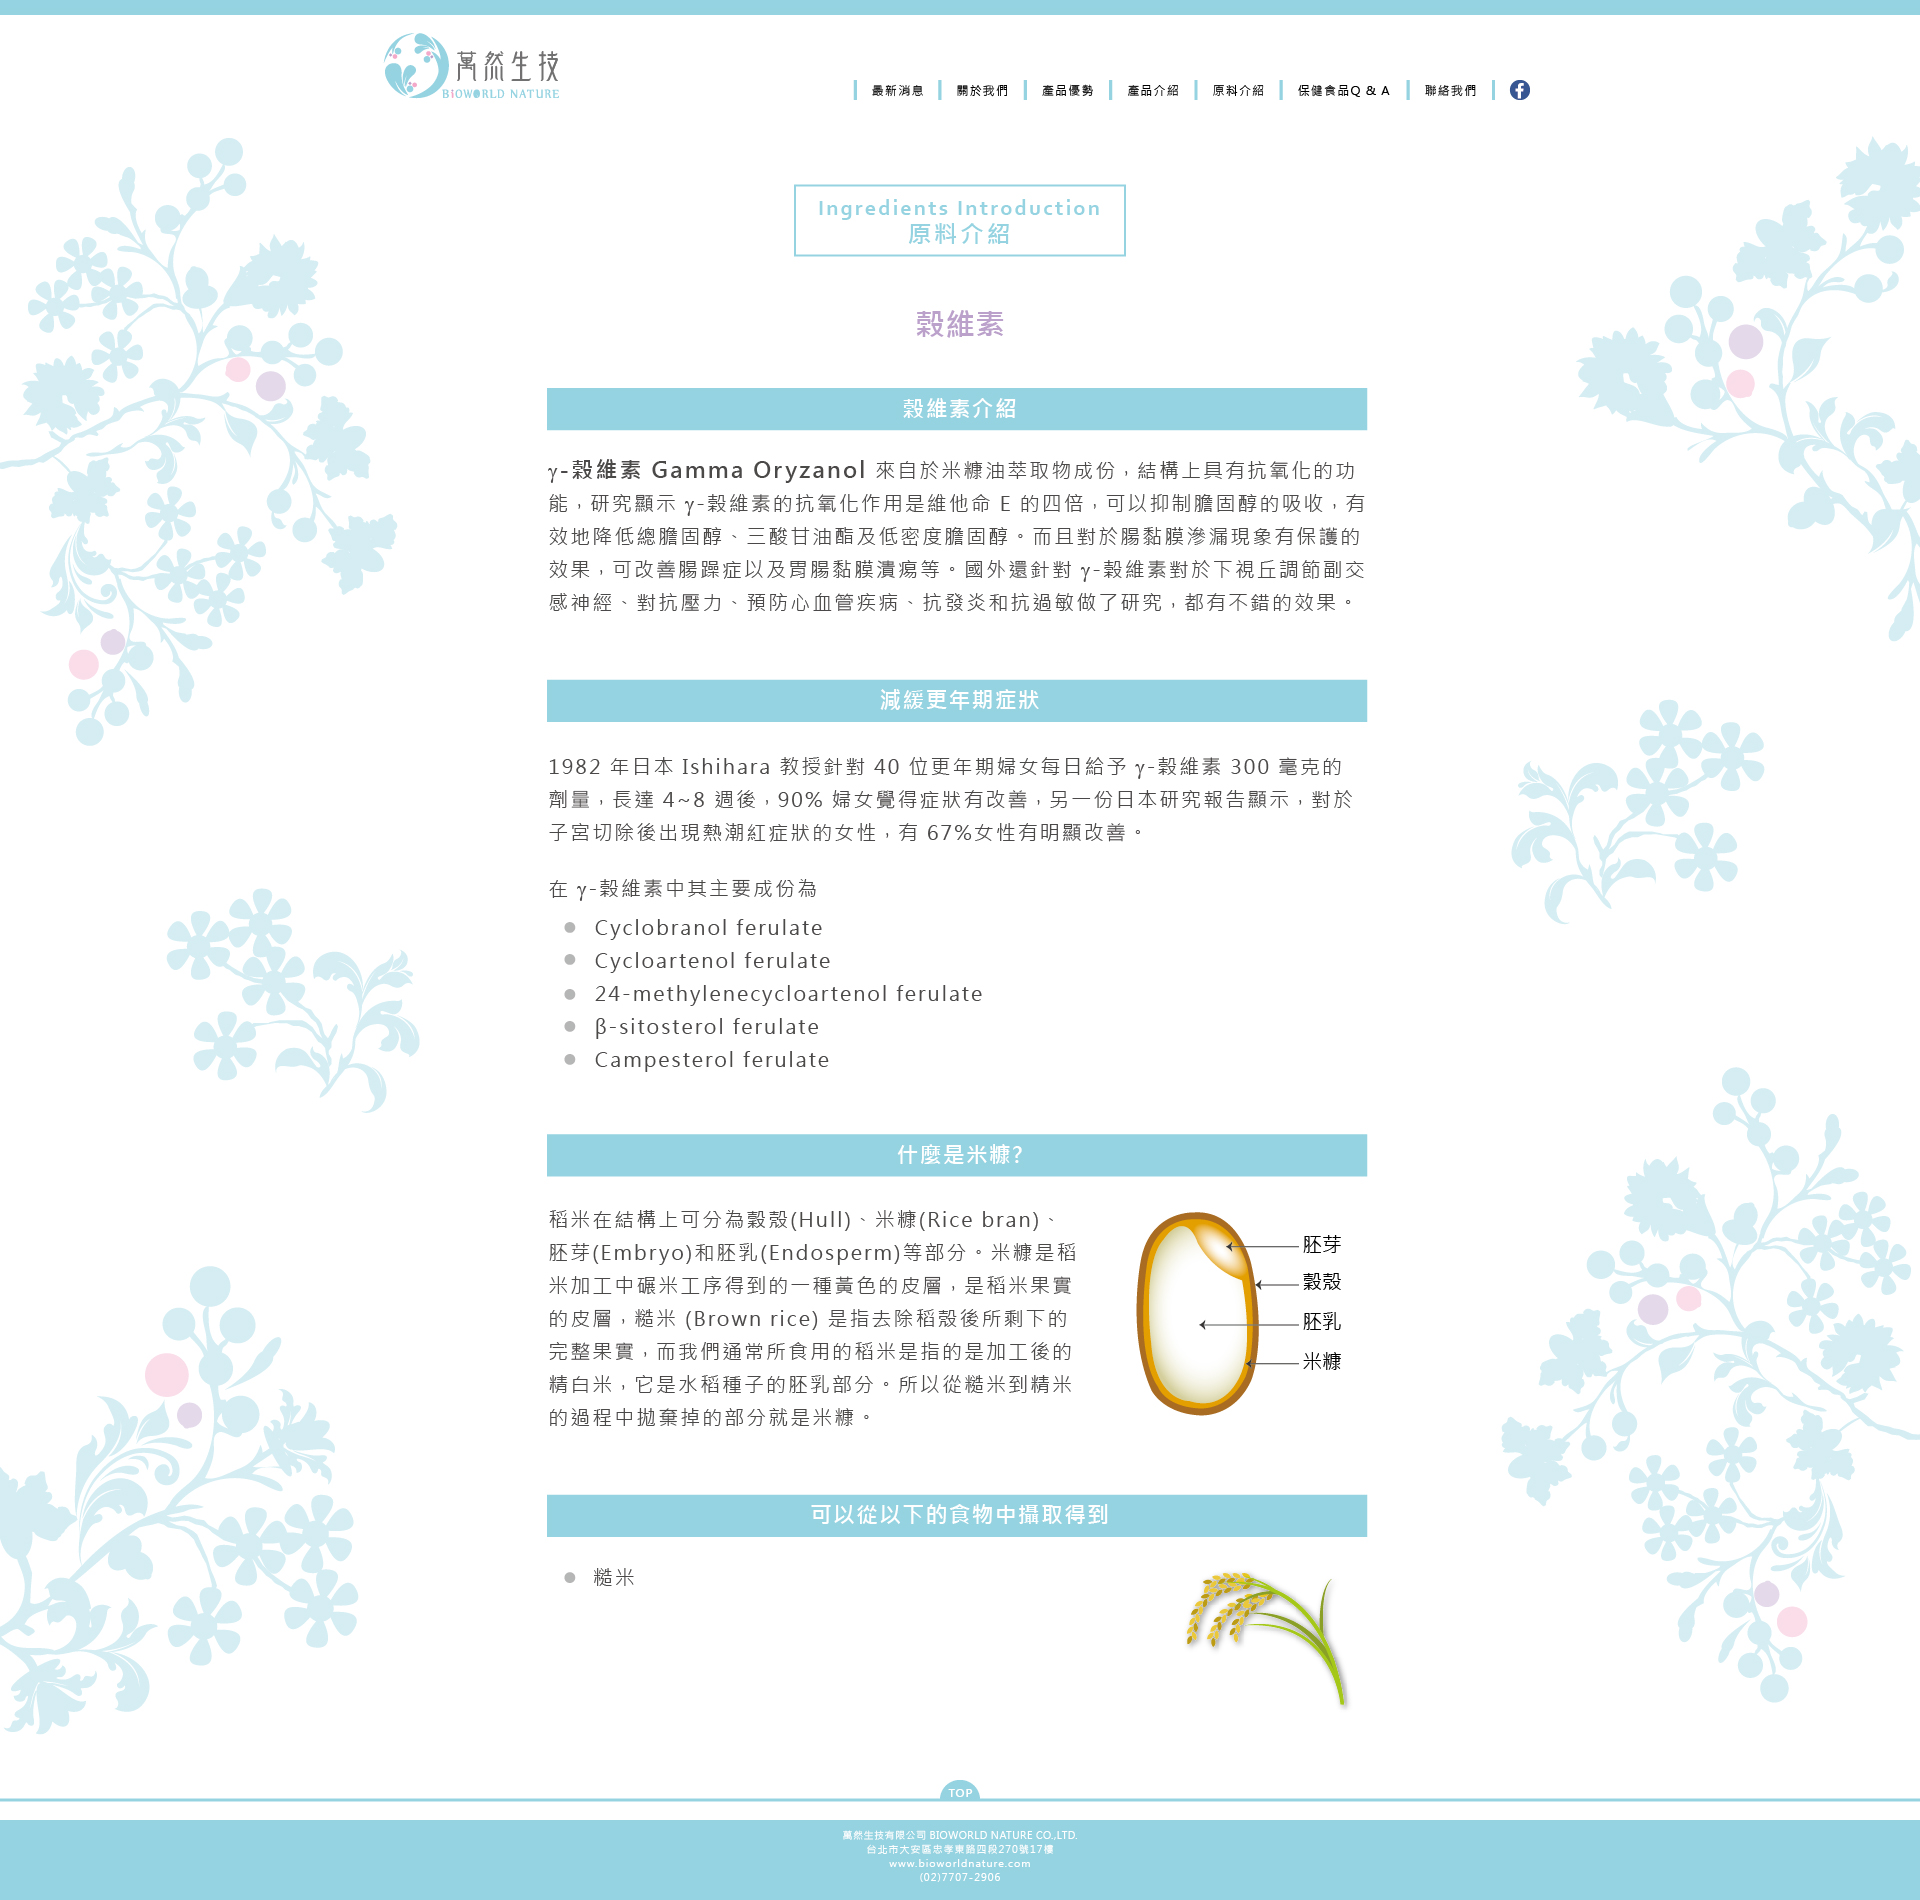 萬然生技
BIOWORLD NATURE
最新消息
關於我們
產品優勢
產品介紹
原料介紹
保健食品Q & A
聯絡我們
Ingredients Introduction
原料介紹
穀維素
穀維素介紹
γ-穀維素 Gamma Oryzanol 來自於米糠油萃取物成份，結構上具有抗氧化的功
能，研究顯示 γ-穀維素的抗氧化作用是維他命 E 的四倍，可以抑制膽固醇的吸收，有
效地降低總膽固醇、三酸甘油酯及低密度膽固醇。而且對於腸黏膜滲漏現象有保護的
效果，可改善腸躁症以及胃腸黏膜潰瘍等。國外還針對 γ-穀維素對於下視丘調節副交
感神經、對抗壓力、預防心血管疾病、抗發炎和抗過敏做了研究，都有不錯的效果。
減緩更年期症狀
1982 年日本 Ishihara 教授針對 40 位更年期婦女每日給予 γ-穀維素 300 毫克的
劑量，長達 4~8 週後，90% 婦女覺得症狀有改善，另一份日本研究報告顯示，對於
子宮切除後出現熱潮紅症狀的女性，有 67%女性有明顯改善。
在 γ-穀維素中其主要成份為
● Cyclobranol ferulate
● Cycloartenol ferulate
● 24-methylenecycloartenol ferulate
● β-sitosterol ferulate
● Campesterol ferulate
什麼是米糠?
稻米在結構上可分為穀殼(Hull)、米糠(Rice bran)、
胚芽(Embryo)和胚乳(Endosperm)等部分。米糠是稻
米加工中碾米工序得到的一種黃色的皮層，是稻米果實
的皮層，糙米 (Brown rice) 是指去除稻殼後所剩下的
完整果實，而我們通常所食用的稻米是指的是加工後的
精白米，它是水稻種子的胚乳部分。所以從糙米到精米
的過程中拋棄掉的部分就是米糠。
胚芽
穀殼
胚乳
米糠
可以從以下的食物中攝取得到
● 糙米
TOP
萬然生技有限公司 BIOWORLD NATURE CO.,LTD.
台北市大安區忠孝東路四段270號17樓
www.bioworldnature.com
(02)7707-2906